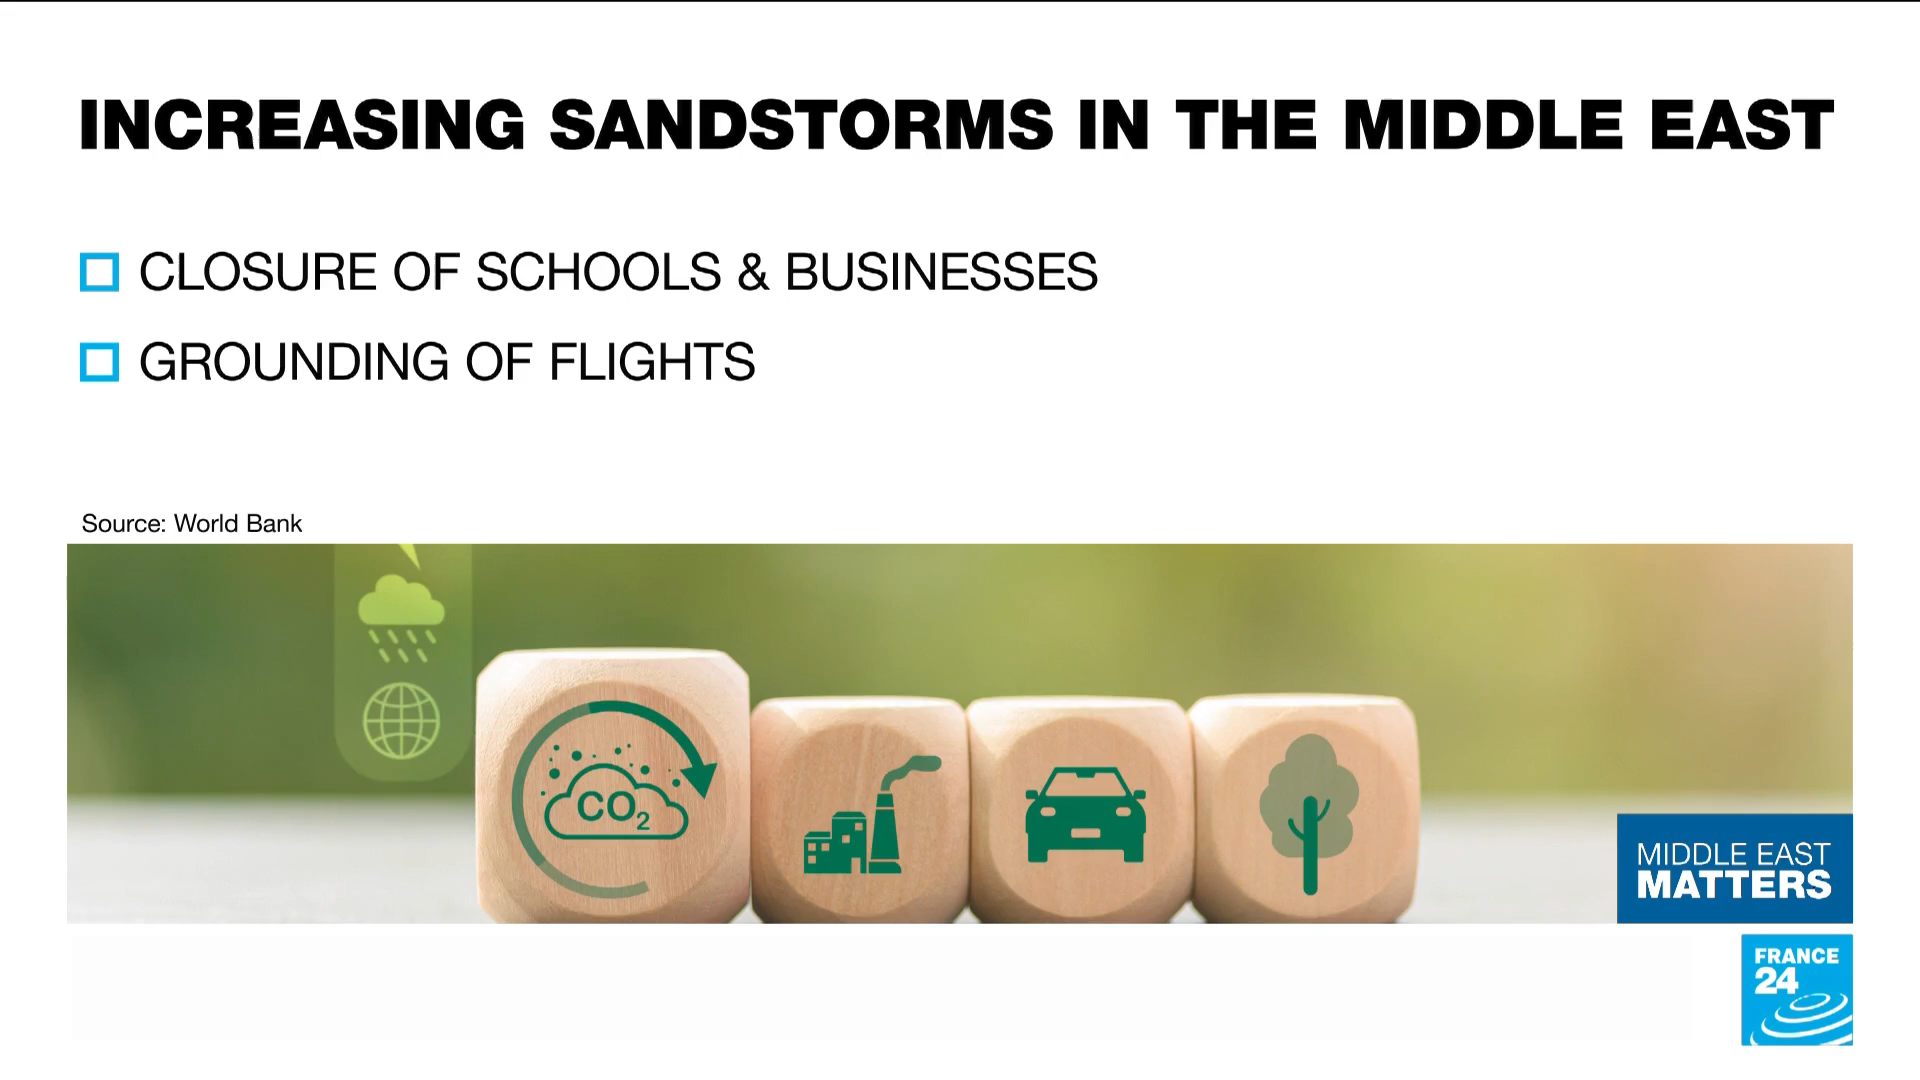 INCREASING SANDSTORMS IN THE MIDDLE EAST
CLOSURE OF SCHOOLS & BUSINESSES
GROUNDING OF FLIGHTS
Source: World Bank
CO₂
MIDDLE EAST
MATTERS
FRANCE
24